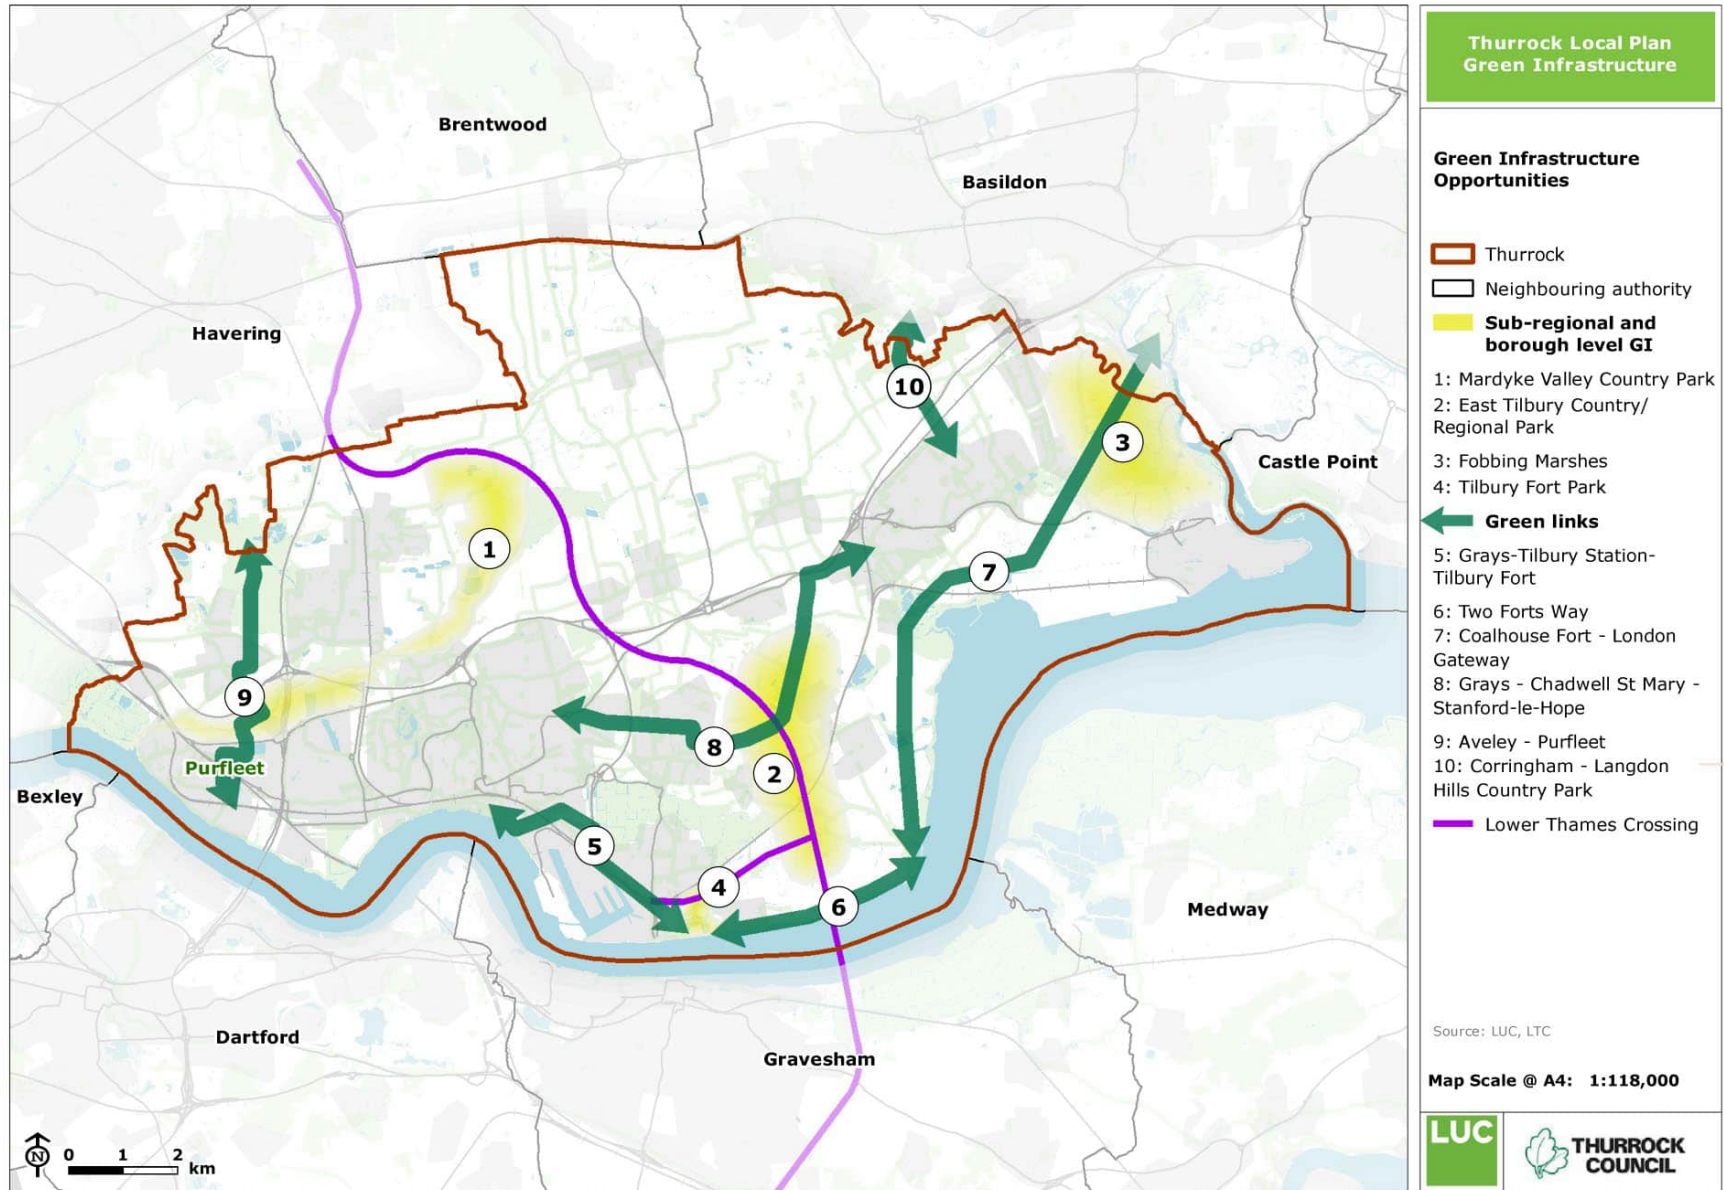 Brentwood
Basildon
Havering
10
3
Castle Point
1
7
9
8
Purfleet
2
Bexley
5
4
6
Medway
Dartford
Gravesham
N
0 1 2
km
Thurrock Local Plan
Green Infrastructure
Green Infrastructure
Opportunities
Thurrock
Neighbouring authority
Sub-regional and
borough level GI
1: Mardyke Valley Country Park
2: East Tilbury Country/
Regional Park
3: Fobbing Marshes
4: Tilbury Fort Park
Green links
5: Grays-Tilbury Station-
Tilbury Fort
6: Two Forts Way
7: Coalhouse Fort - London
Gateway
8: Grays - Chadwell St Mary -
Stanford-le-Hope
9: Aveley - Purfleet
10: Corringham - Langdon
Hills Country Park
Lower Thames Crossing
Source: LUC, LTC
Map Scale @ A4: 1:118,000
LUC
THURROCK
COUNCIL